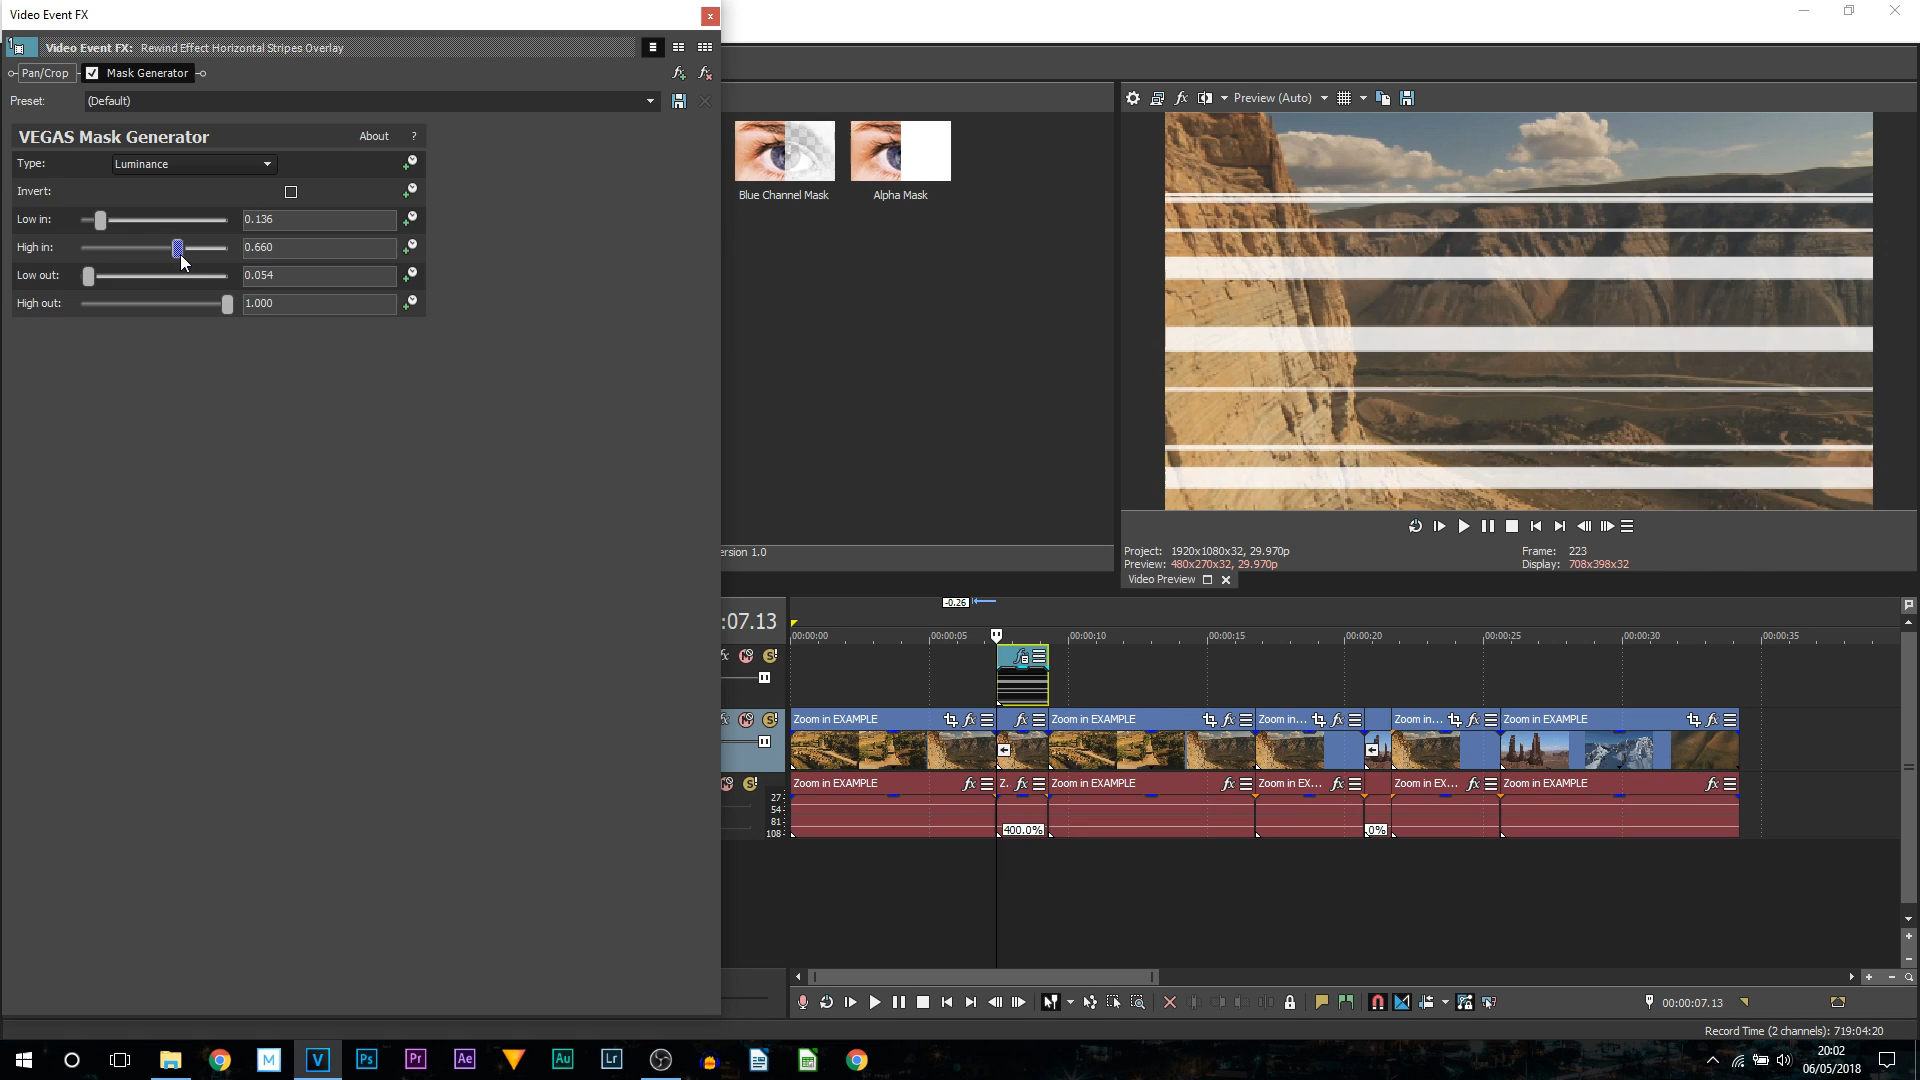 Video Event FX
Video Event FX: Rewind Effect Horizontal Stripes Overlay
Pan/Crop Mask Generator
Preset: (Default)
VEGAS Mask Generator About ?
Type: Luminance
Invert:
Low in: 0.136
High in: 0.660
Low out: 0.054
High out: 1.000
Blue Channel Mask Alpha Mask
ersion 1.0
Preview (Auto)
Project: 1920x1080x32, 29.970p Frame: 223
Preview: 480x270x32, 29.970p Display: 708x398x32
Video Preview
-0.26
:07.13
00:00:00 00:00:05 00:00:10 00:00:15 00:00:20 00:00:25 00:00:30 00:00:35
Zoom in EXAMPLE Zoom in EXAMPLE Zoom in... Zoom in... Zoom in EXAMPLE
Zoom in EXAMPLE Z. Zoom in EXAMPLE Zoom in EX... Zoom in EX... Zoom in EXAMPLE
27
54
81
108
400.0% .0%
00:00:07.13
Record Time (2 channels): 719:04:20
M V Ps Pr Ae Au Lr
20:02
06/05/2018